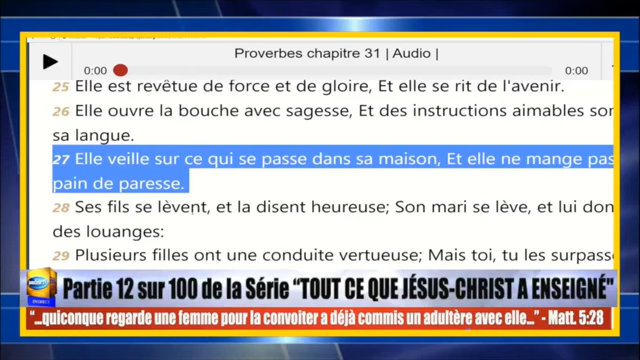 Proverbes chapitre 31 | Audio |
0:00
0:00
25 Elle est revêtue de force et de gloire, Et elle se rit de l'avenir.
26 Elle ouvre la bouche avec sagesse, Et des instructions aimables son
sa langue.
27 Elle veille sur ce qui se passe dans sa maison, Et elle ne mange pas
pain de paresse.
28 Ses fils se lèvent, et la disent heureuse; Son mari se lève, et lui don
des louanges:
29 Plusieurs filles ont une conduite vertueuse; Mais toi, tu les surpasse
Partie 12 sur 100 de la Série “TOUT CE QUE JÉSUS-CHRIST A ENSEIGNÉ"
“...quiconque regarde une femme pour la convoiter a déjà commis un adultère avec elle...” - Matt. 5:28